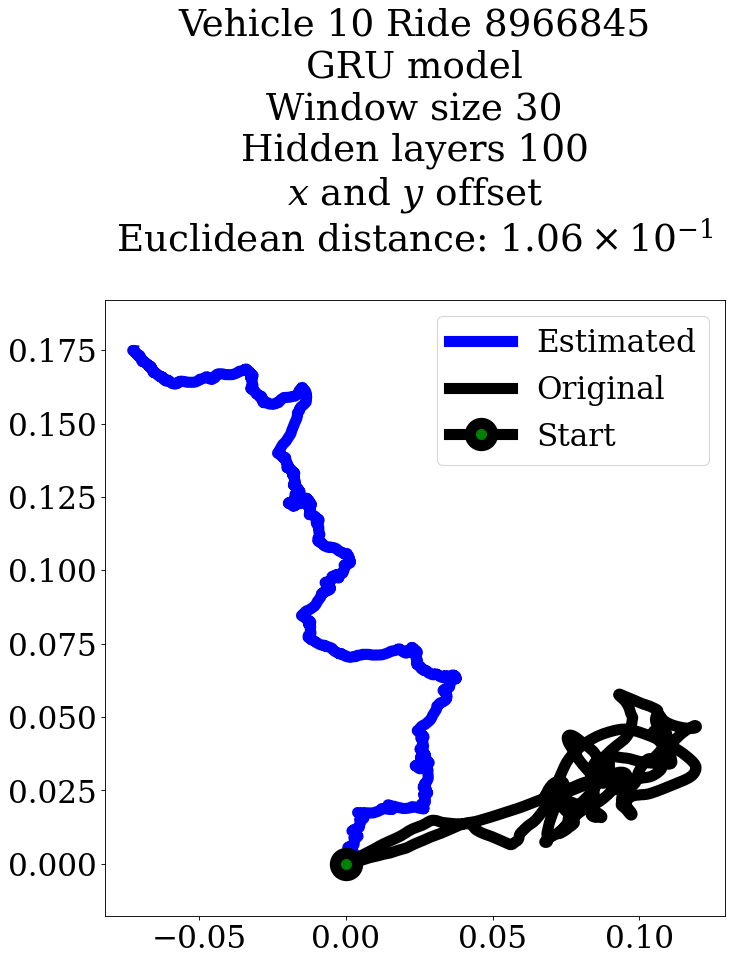 Vehicle 10 Ride 8966845
GRU model
Window size 30
Hidden layers 100
x and y offset
Euclidean distance: 1.06 × 10⁻¹
Estimated
Original
Start
0.175
0.150
0.125
0.100
0.075
0.050
0.025
0.000
−0.05 0.00 0.05 0.10